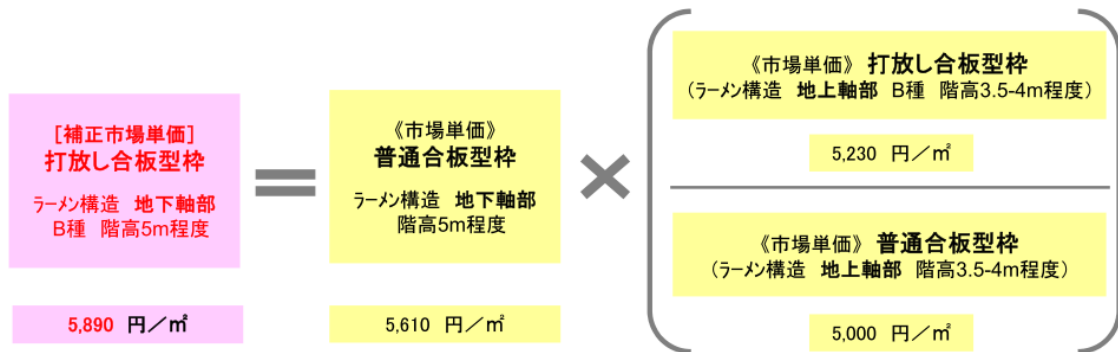 [補正市場単価]
打放し合板型枠
ラーメン構造 地下軸部
B種 階高5m程度
5,890 円／㎡
＝
《市場単価》
普通合板型枠
ラーメン構造 地下軸部
階高5m程度
5,610 円／㎡
×
《市場単価》 打放し合板型枠
(ラーメン構造 地上軸部 B種 階高3.5-4m程度)
5,230 円／㎡
《市場単価》 普通合板型枠
(ラーメン構造 地上軸部 階高3.5-4m程度)
5,000 円／㎡